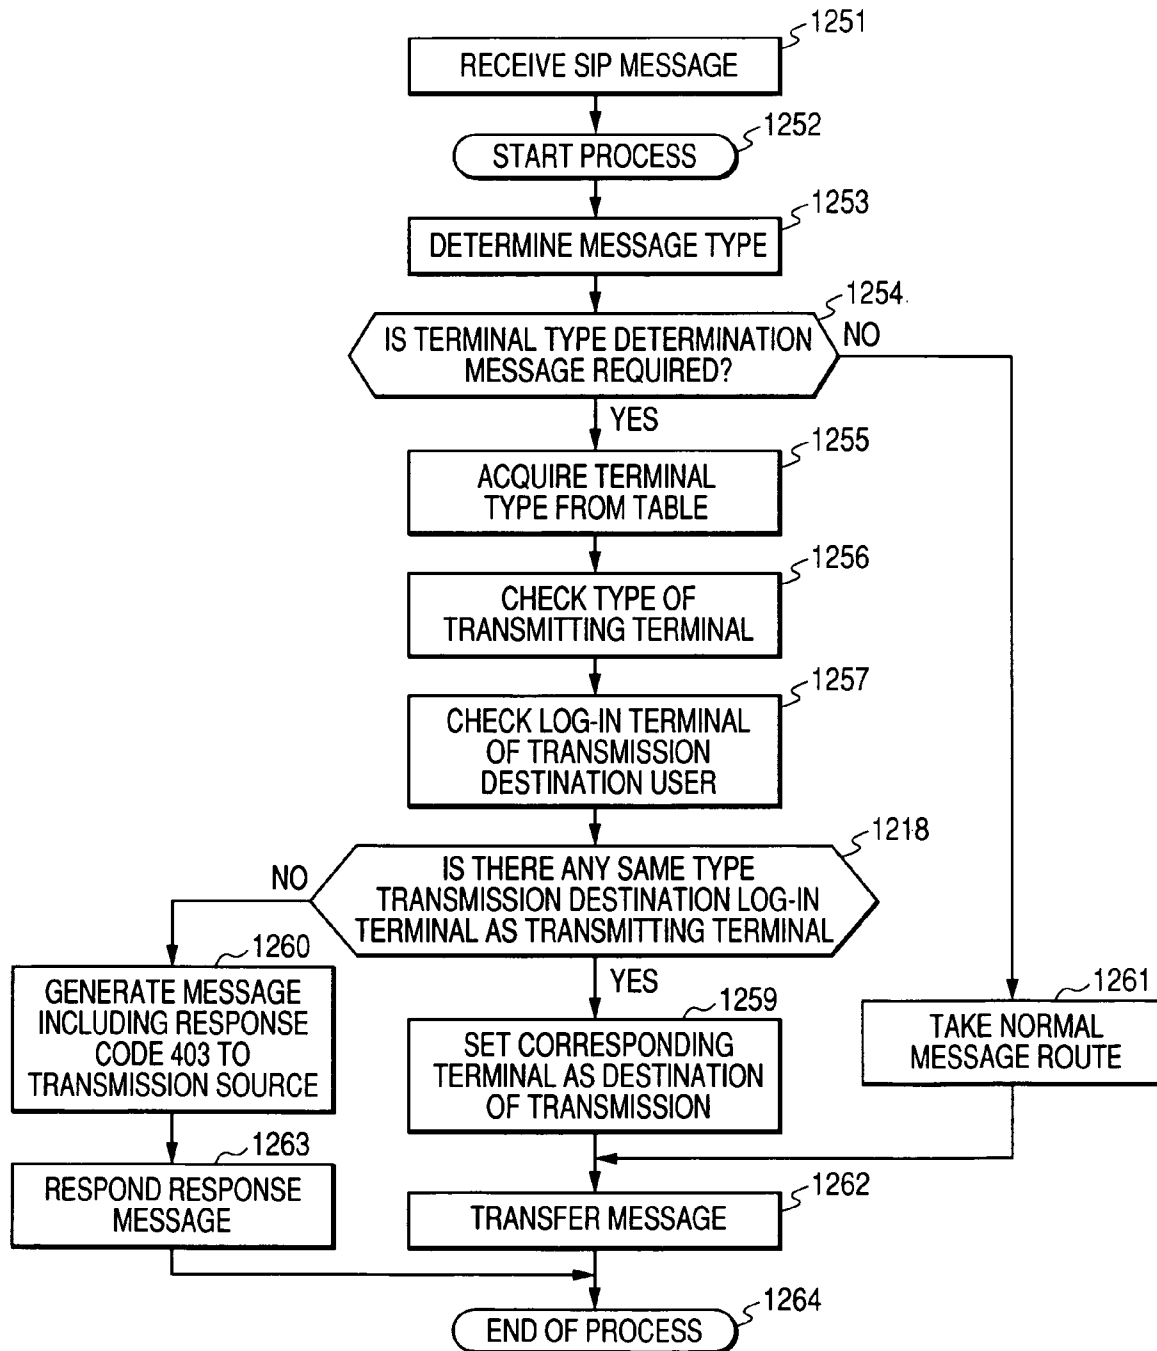 1251
RECEIVE SIP MESSAGE
1252
START PROCESS
1253
DETERMINE MESSAGE TYPE
1254.
IS TERMINAL TYPE DETERMINATION
MESSAGE REQUIRED?
NO
YES
1255
ACQUIRE TERMINAL
TYPE FROM TABLE
1256
CHECK TYPE OF
TRANSMITTING TERMINAL
1257
CHECK LOG-IN TERMINAL
OF TRANSMISSION
DESTINATION USER
1218
IS THERE ANY SAME TYPE
TRANSMISSION DESTINATION LOG-IN
TERMINAL AS TRANSMITTING TERMINAL
NO
YES
1260
GENERATE MESSAGE
INCLUDING RESPONSE
CODE 403 TO
TRANSMISSION SOURCE
1259
SET CORRESPONDING
TERMINAL AS DESTINATION
OF TRANSMISSION
1261
TAKE NORMAL
MESSAGE ROUTE
1263
RESPOND RESPONSE
MESSAGE
1262
TRANSFER MESSAGE
1264
END OF PROCESS